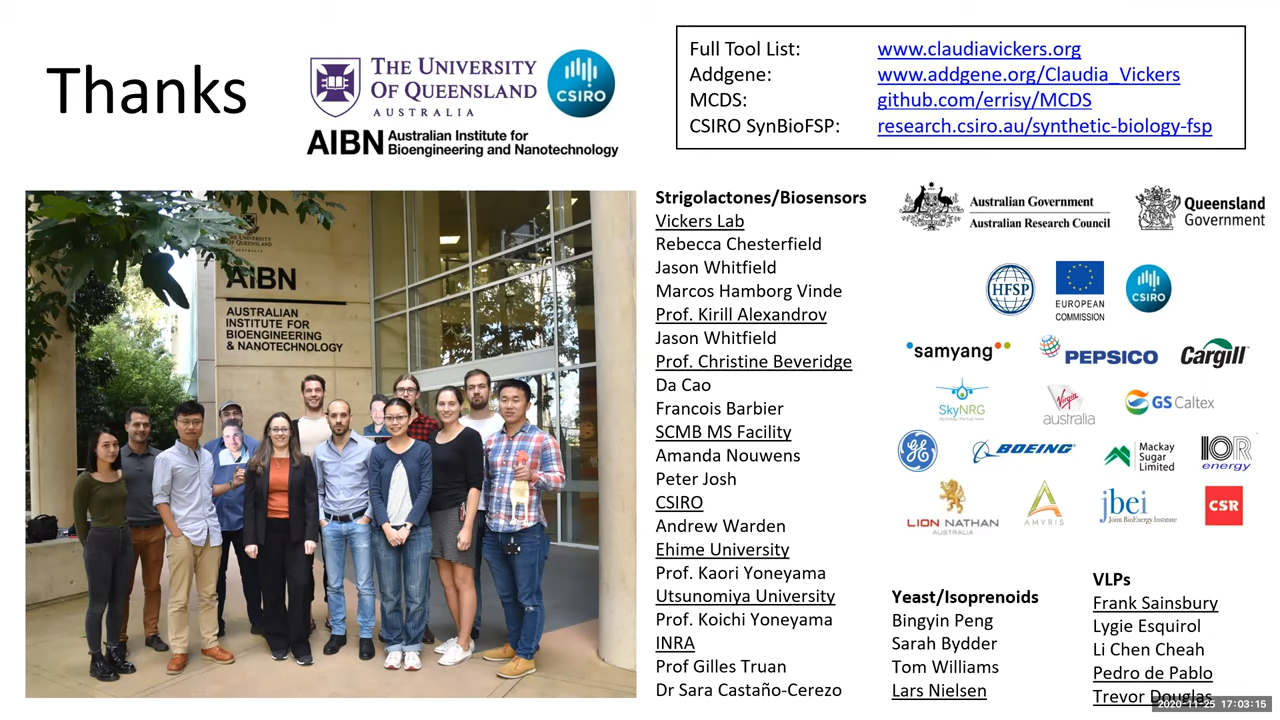 Thanks
THE UNIVERSITY
OF QUEENSLAND
AUSTRALIA
CSIRO
AIBN Australian Institute for
Bioengineering and Nanotechnology
Full Tool List: www.claudiavickers.org
Addgene: www.addgene.org/Claudia_Vickers
MCDS: github.com/errisy/MCDS
CSIRO SynBioFSP: research.csiro.au/synthetic-biology-fsp
THE UNIVERSITY
OF QUEENSLAND
AIBN
AUSTRALIAN
INSTITUTE FOR
BIOENGINEERING
& NANOTECHNOLOGY
Strigolactones/Biosensors
Vickers Lab
Rebecca Chesterfield
Jason Whitfield
Marcos Hamborg Vinde
Prof. Kirill Alexandrov
Jason Whitfield
Prof. Christine Beveridge
Da Cao
Francois Barbier
SCMB MS Facility
Amanda Nouwens
Peter Josh
CSIRO
Andrew Warden
Ehime University
Prof. Kaori Yoneyama
Utsunomiya University
Prof. Koichi Yoneyama
INRA
Prof Gilles Truan
Dr Sara Castaño-Cerezo
Australian Government
Australian Research Council
Queensland
Government
HFSP
EUROPEAN
COMMISSION
CSIRO
samyang
PEPSICO
Cargill
SkyNRG
Virgin
australia
GS Caltex
GE
BOEING
Mackay
Sugar
Limited
IOR
energy
LION NATHAN
AUSTRALIA
AMYRIS
jbei
Joint BioEnergy Institute
CSR
Yeast/Isoprenoids
Bingyin Peng
Sarah Bydder
Tom Williams
Lars Nielsen
VLPs
Frank Sainsbury
Lygie Esquirol
Li Chen Cheah
Pedro de Pablo
Trevor Douglas
2020-11-25 17:03:15